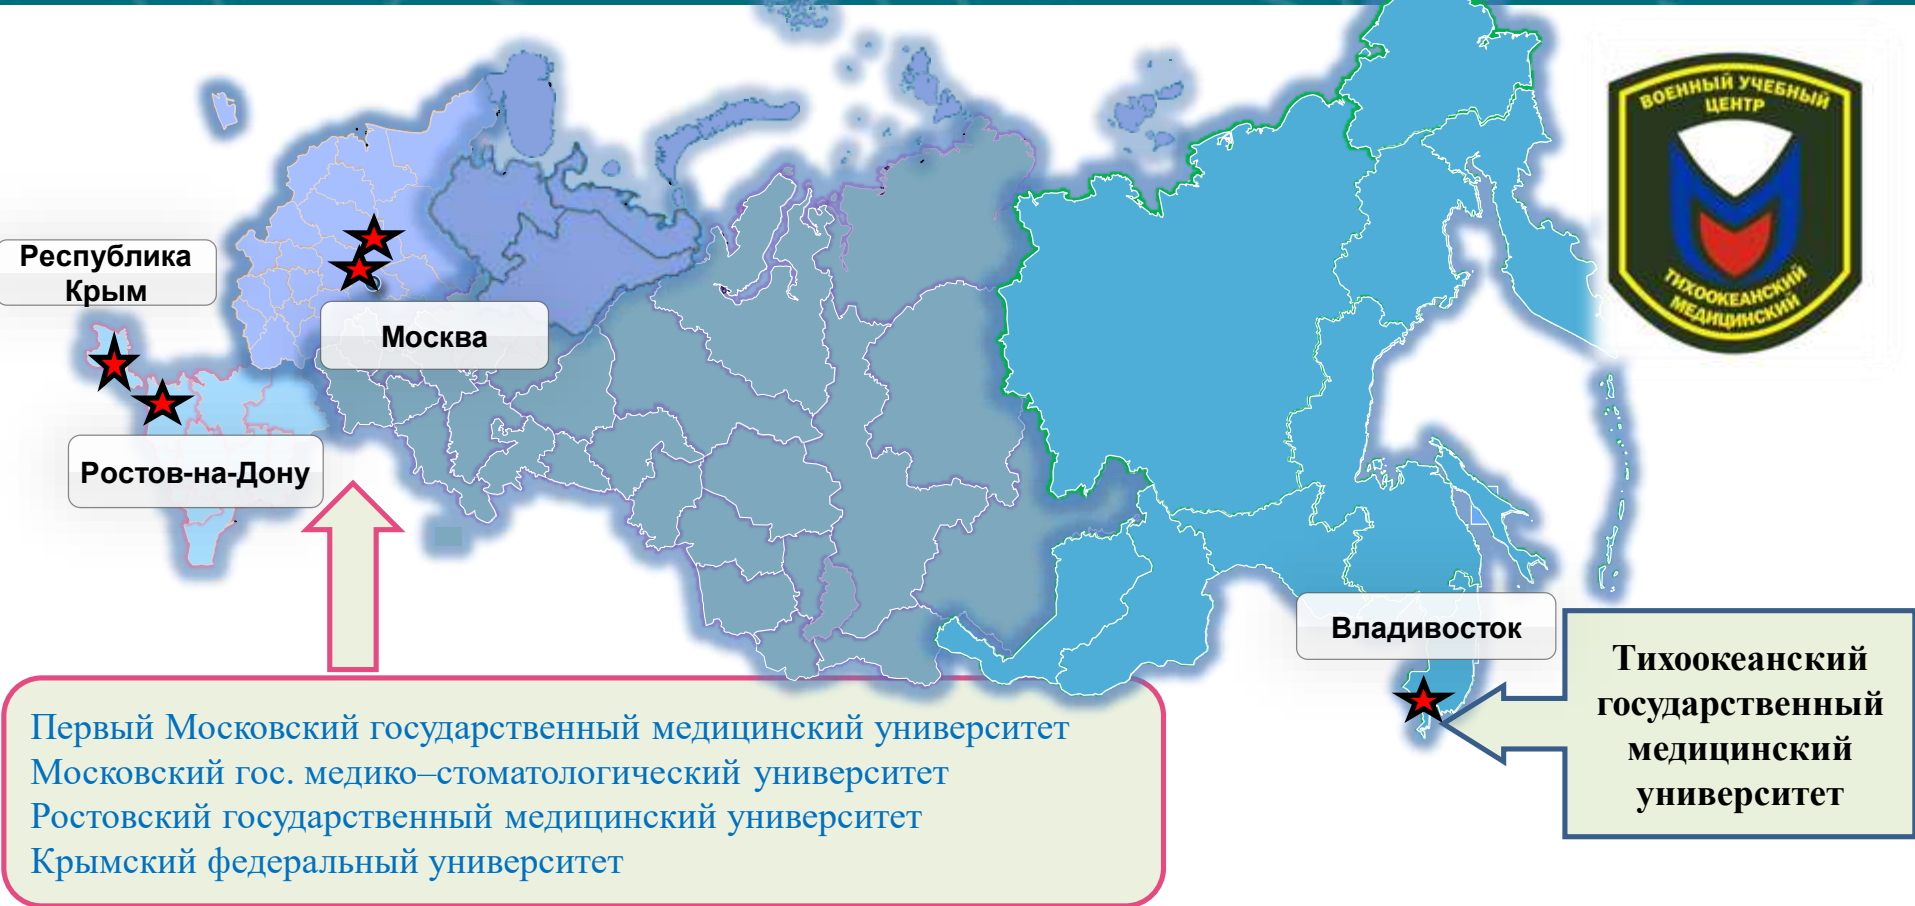 ВОЕННЫЙ УЧЕБНЫЙ
ЦЕНТР
ТИХООКЕАНСКИЙ
МЕДИЦИНСКИЙ
Республика
Крым
Москва
Ростов-на-Дону
Владивосток
Тихоокеанский
государственный
медицинский
университет
Первый Московский государственный медицинский университет
Московский гос. медико–стоматологический университет
Ростовский государственный медицинский университет
Крымский федеральный университет